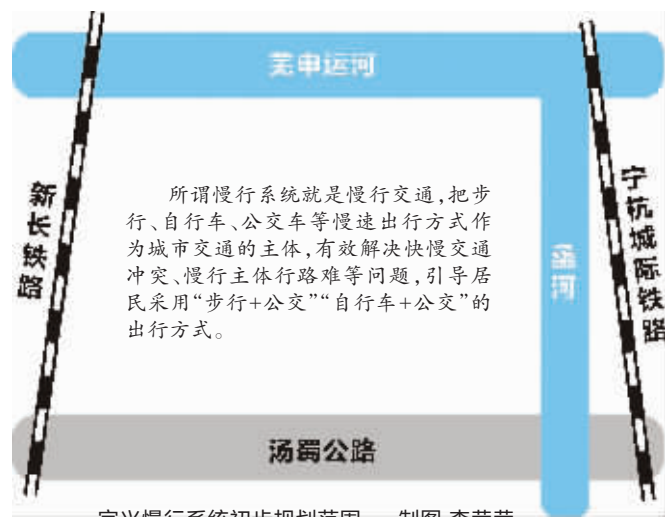 芜申运河
新长铁路
所谓慢行系统就是慢行交通,把步
行、自行车、公交车等慢速出行方式作
为城市交通的主体,有效解决快慢交通
冲突、慢行主体行路难等问题,引导居
民采用“步行+公交”“自行车+公交”的
出行方式。
宁杭城际铁路
汤蜀公路